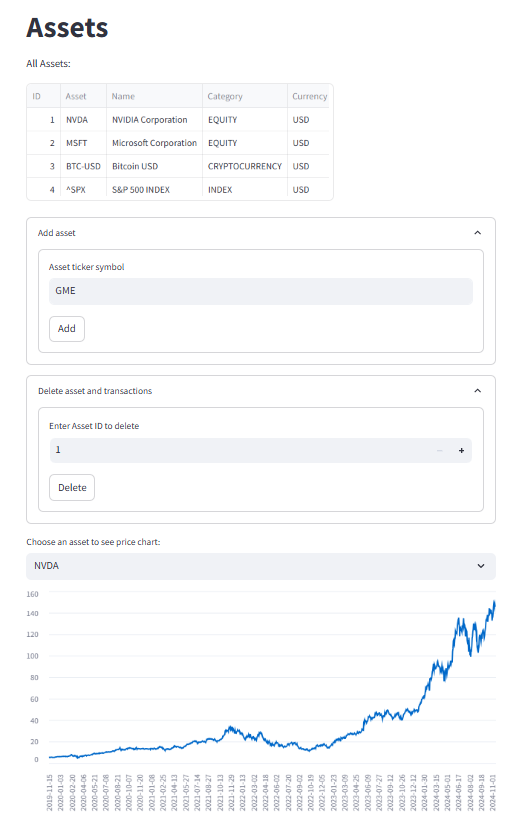 Assets
All Assets:
ID Asset Name Category Currency
1 NVDA NVIDIA Corporation EQUITY USD
2 MSFT Microsoft Corporation EQUITY USD
3 BTC-USD Bitcoin USD CRYPTOCURRENCY USD
4 ^SPX S&P 500 INDEX INDEX USD
Add asset
Asset ticker symbol
GME
Add
Delete asset and transactions
Enter Asset ID to delete
1 − +
Delete
Choose an asset to see price chart:
NVDA
160
140
120
100
80
60
40
20
0
2019-11-15
2020-01-03
2020-02-20
2020-04-06
2020-05-21
2020-07-08
2020-08-21
2020-10-07
2020-11-20
2021-01-08
2021-02-25
2021-04-13
2021-05-27
2021-07-14
2021-08-27
2021-10-13
2021-11-29
2022-01-13
2022-03-02
2022-04-18
2022-06-02
2022-07-20
2022-09-02
2022-10-19
2022-12-05
2023-01-23
2023-03-09
2023-04-25
2023-06-09
2023-07-27
2023-09-12
2023-10-26
2023-12-12
2024-01-30
2024-03-15
2024-05-01
2024-06-17
2024-08-02
2024-09-18
2024-11-01